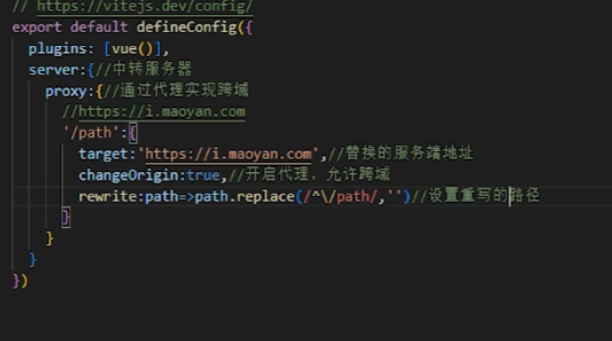 // https://vitejs.dev/config/
export default defineConfig({
plugins: [vue()],
server:{//中转服务器
proxy:{//通过代理实现跨域
//https://i.maoyan.com
'/path':{
target:'https://i.maoyan.com',//替换的服务端地址
changeOrigin:true,//开启代理，允许跨域
rewrite:path=>path.replace(/^\/path/,'')//设置重写的路径
}
}
}
})